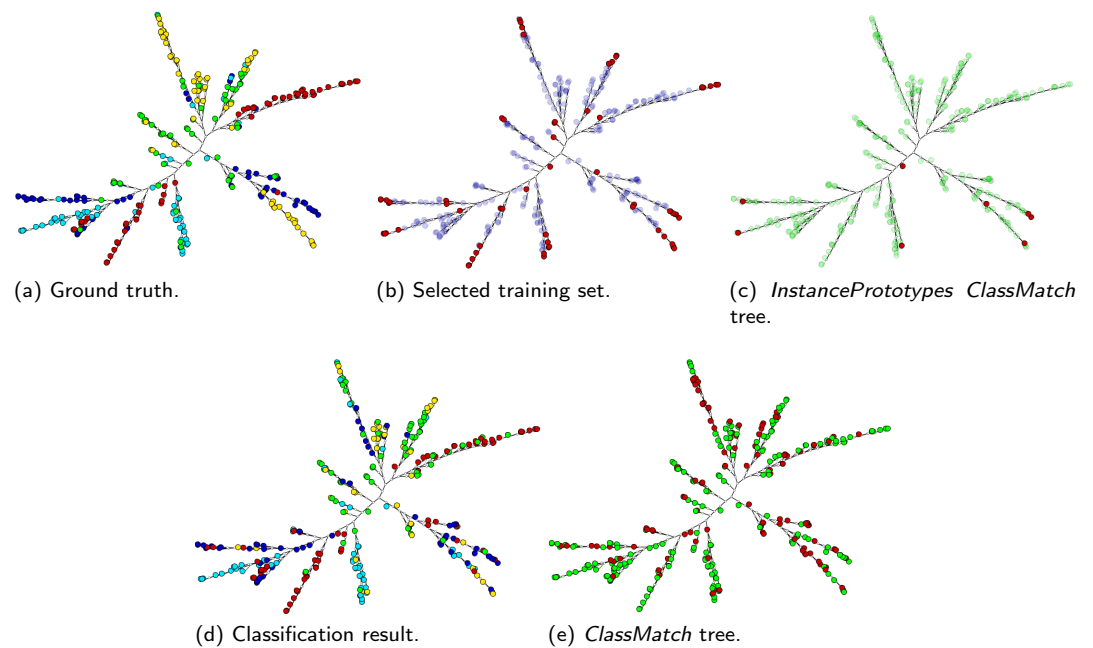 (a) Ground truth.
(b) Selected training set.
(c) InstancePrototypes ClassMatch
tree.
(d) Classification result.
(e) ClassMatch tree.